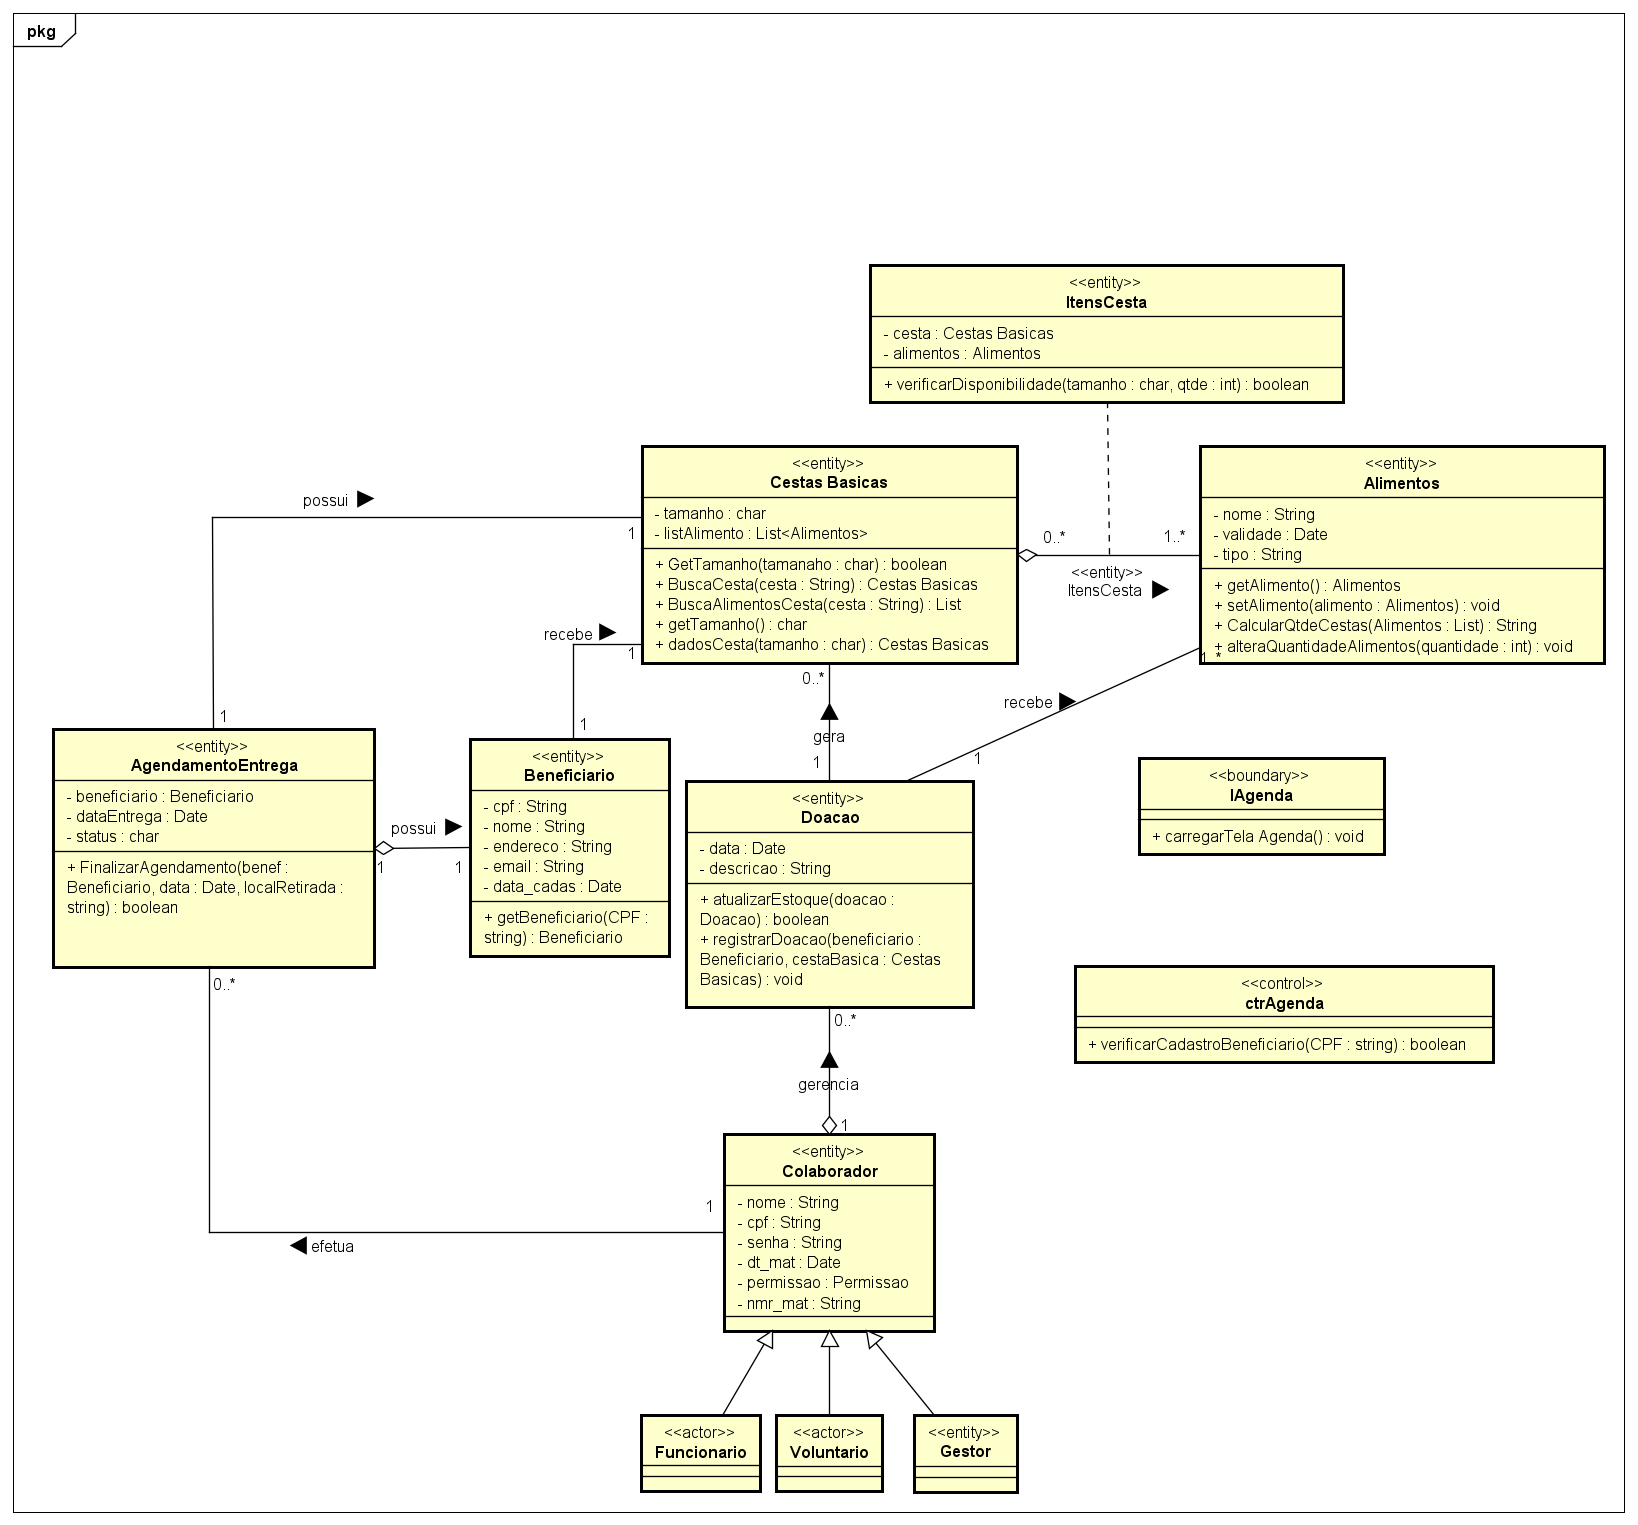 pkg
<<entity>>
ItensCesta
- cesta : Cestas Basicas
- alimentos : Alimentos
+ verificarDisponibilidade(tamanho : char, qtde : int) : boolean
<<entity>>
Cestas Basicas
- tamanho : char
- listAlimento : List<Alimentos>
+ GetTamanho(tamanaho : char) : boolean
+ BuscaCesta(cesta : String) : Cestas Basicas
+ BuscaAlimentosCesta(cesta : String) : List
+ getTamanho() : char
+ dadosCesta(tamanho : char) : Cestas Basicas
<<entity>>
Alimentos
- nome : String
- validade : Date
- tipo : String
+ getAlimento() : Alimentos
+ setAlimento(alimento : Alimentos) : void
+ CalcularQtdeCestas(Alimentos : List) : String
+ alteraQuantidadeAlimentos(quantidade : int) : void
possui
1
1
0..*
1..*
<<entity>>
ItensCesta
recebe
1
1
0..*
gera
1
recebe
1..*
1
<<entity>>
AgendamentoEntrega
- beneficiario : Beneficiario
- dataEntrega : Date
- status : char
+ FinalizarAgendamento(benef :
Beneficiario, data : Date, localRetirada :
string) : boolean
possui
1
1
<<entity>>
Beneficiario
- cpf : String
- nome : String
- endereco : String
- email : String
- data_cadas : Date
+ getBeneficiario(CPF :
string) : Beneficiario
<<entity>>
Doacao
- data : Date
- descricao : String
+ atualizarEstoque(doacao :
Doacao) : boolean
+ registrarDoacao(beneficiario :
Beneficiario, cestaBasica : Cestas
Basicas) : void
<<boundary>>
IAgenda
+ carregarTela Agenda() : void
<<control>>
ctrAgenda
+ verificarCadastroBeneficiario(CPF : string) : boolean
0..*
0..*
gerencia
1
1
efetua
<<entity>>
Colaborador
- nome : String
- cpf : String
- senha : String
- dt_mat : Date
- permissao : Permissao
- nmr_mat : String
<<actor>>
Funcionario
<<actor>>
Voluntario
<<entity>>
Gestor